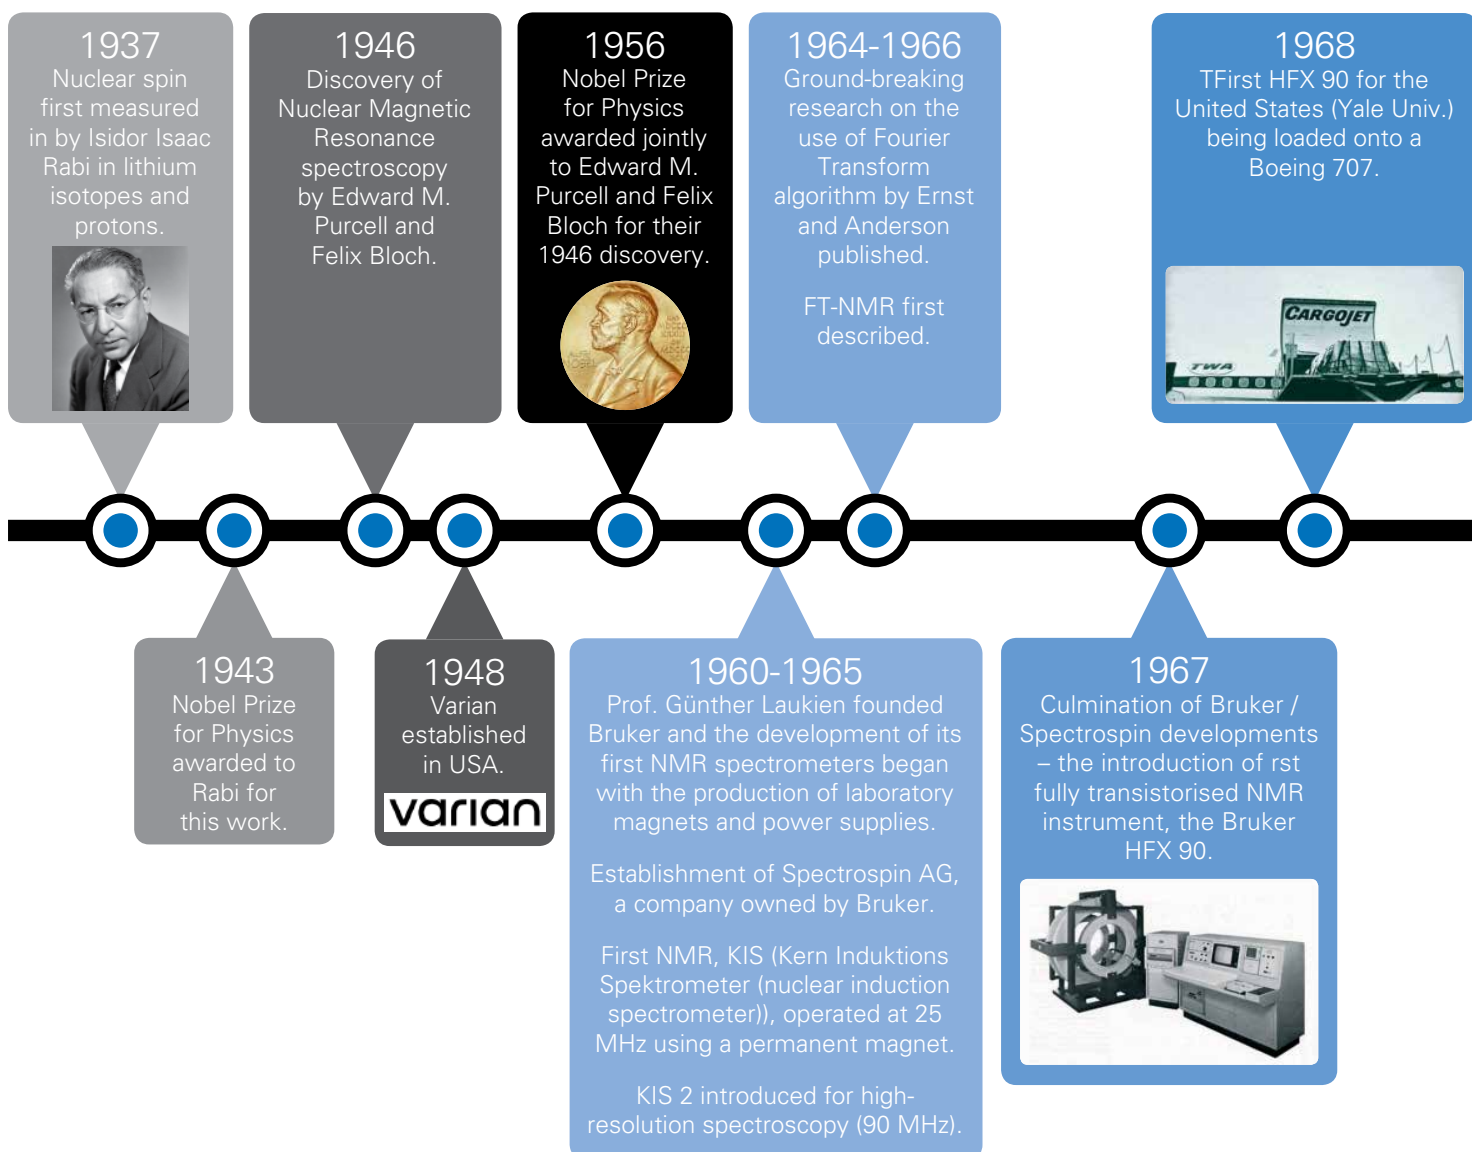 1937
Nuclear spin
first measured
in by Isidor Isaac
Rabi in lithium
isotopes and
protons.
1946
Discovery of
Nuclear Magnetic
Resonance
spectroscopy
by Edward M.
Purcell and
Felix Bloch.
1956
Nobel Prize
for Physics
awarded jointly
to Edward M.
Purcell and Felix
Bloch for their
1946 discovery.
1964-1966
Ground-breaking
research on the
use of Fourier
Transform
algorithm by Ernst
and Anderson
published.
FT-NMR first
described.
1968
TFirst HFX 90 for the
United States (Yale Univ.)
being loaded onto a
Boeing 707.
CARGOJET
TWA
1943
Nobel Prize
for Physics
awarded to
Rabi for
this work.
1948
Varian
established
in USA.
varian
1960-1965
Prof. Günther Laukien founded
Bruker and the development of its
first NMR spectrometers began
with the production of laboratory
magnets and power supplies.
Establishment of Spectrospin AG,
a company owned by Bruker.
First NMR, KIS (Kern Induktions
Spektrometer (nuclear induction
spectrometer)), operated at 25
MHz using a permanent magnet.
KIS 2 introduced for high-
resolution spectroscopy (90 MHz).
1967
Culmination of Bruker /
Spectrospin developments
– the introduction of rst
fully transistorised NMR
instrument, the Bruker
HFX 90.